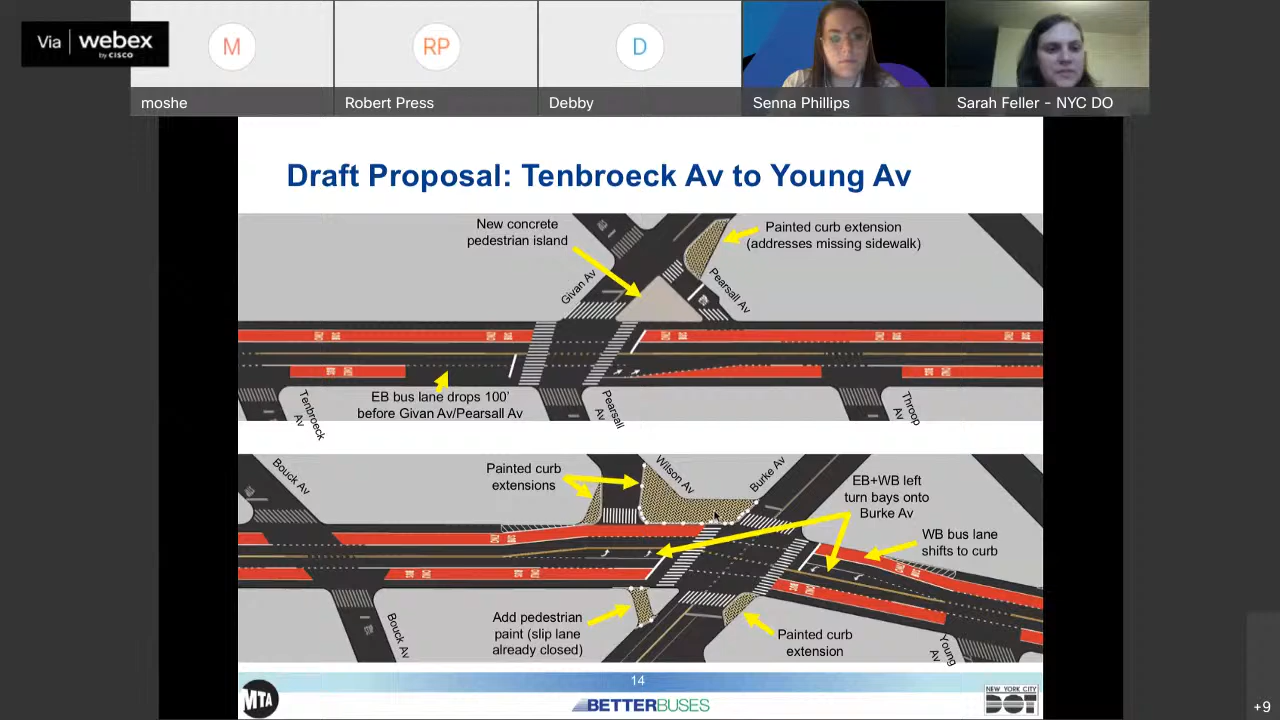 Via webex
by CISCO
M
RP
D
moshe
Robert Press
Debby
Senna Phillips
Sarah Feller - NYC DO
Draft Proposal: Tenbroeck Av to Young Av
New concrete
pedestrian island
Painted curb extension
(addresses missing sidewalk)
Givan Av
Pearsall Av
EB bus lane drops 100'
before Givan Av/Pearsall Av
Tenbroeck
Av
Pearsall
Av
Throop
Av
Bouck Av
Painted curb
extensions
Wilson Av
Burke Av
EB+WB left
turn bays onto
Burke Av
WB bus lane
shifts to curb
Bouck Av
Add pedestrian
paint (slip lane
already closed)
Painted curb
extension
Young
Av
14
MTA
BETTERBUSES
NEW YORK CITY
DOT
+9